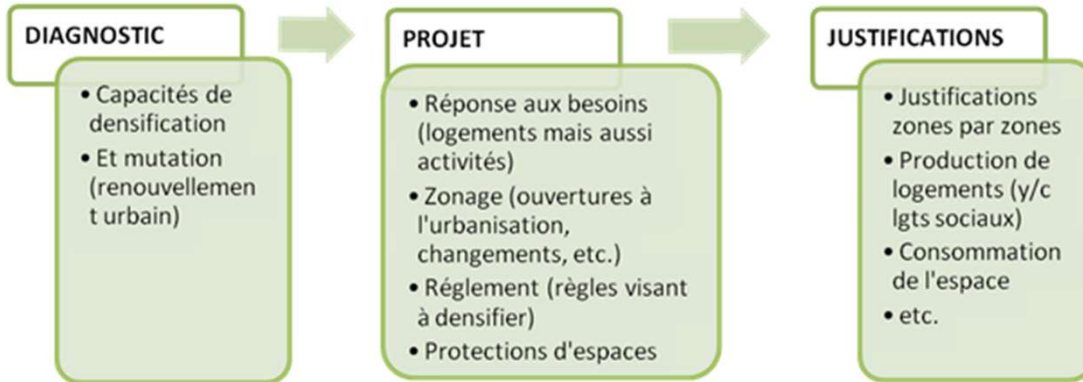 DIAGNOSTIC
• Capacités de
densification
• Et mutation
(renouvellemen
t urbain)
PROJET
• Réponse aux besoins
(logements mais aussi
activités)
• Zonage (ouvertures à
l'urbanisation,
changements, etc.)
• Réglement (règles visant
à densifier)
• Protections d'espaces
JUSTIFICATIONS
• Justifications
zones par zones
• Production de
logements (y/c
lgts sociaux)
• Consommation
de l'espace
• etc.